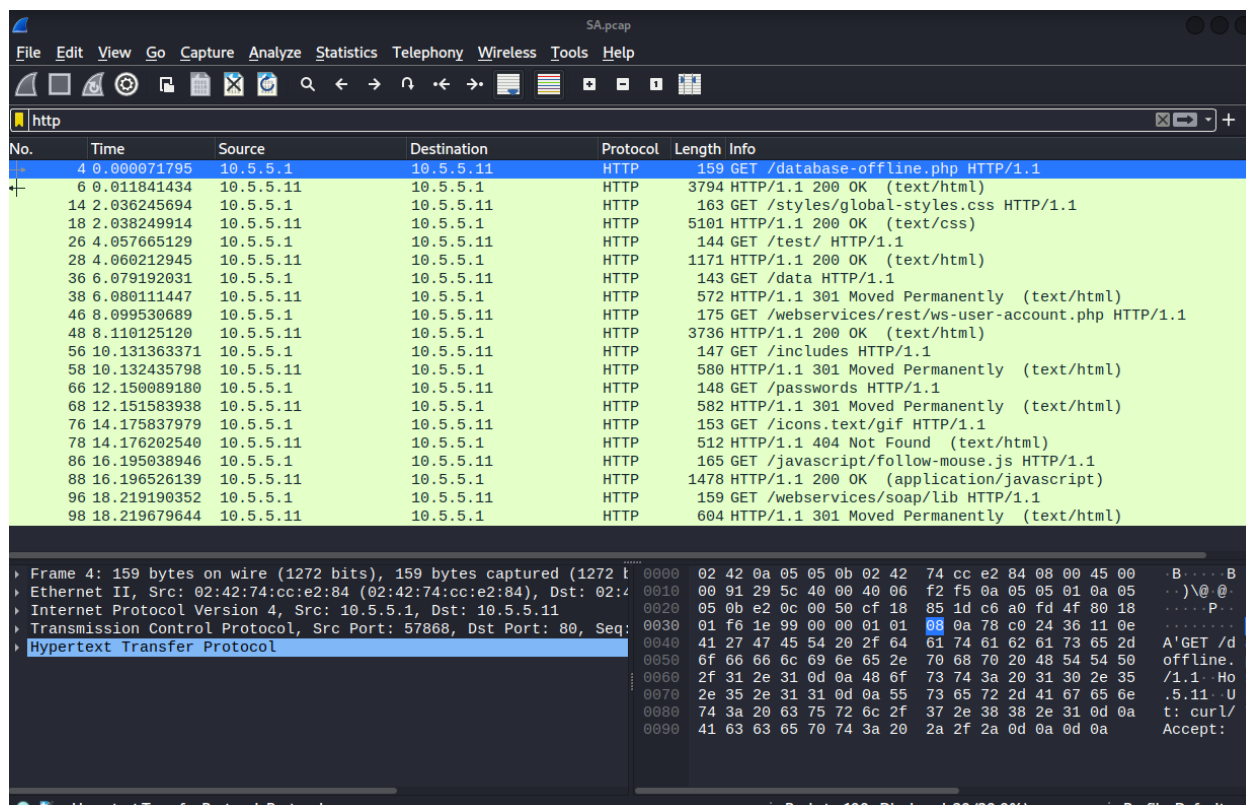 SA.pcap
File Edit View Go Capture Analyze Statistics Telephony Wireless Tools Help
http
No. Time Source Destination Protocol Length Info
4 0.000071795 10.5.5.1 10.5.5.11 HTTP 159 GET /database-offline.php HTTP/1.1
6 0.011841434 10.5.5.11 10.5.5.1 HTTP 3794 HTTP/1.1 200 OK (text/html)
14 2.036245694 10.5.5.1 10.5.5.11 HTTP 163 GET /styles/global-styles.css HTTP/1.1
18 2.038249914 10.5.5.11 10.5.5.1 HTTP 5101 HTTP/1.1 200 OK (text/css)
26 4.057665129 10.5.5.1 10.5.5.11 HTTP 144 GET /test/ HTTP/1.1
28 4.060212945 10.5.5.11 10.5.5.1 HTTP 1171 HTTP/1.1 200 OK (text/html)
36 6.079192031 10.5.5.1 10.5.5.11 HTTP 143 GET /data HTTP/1.1
38 6.080111447 10.5.5.11 10.5.5.1 HTTP 572 HTTP/1.1 301 Moved Permanently (text/html)
46 8.099530689 10.5.5.1 10.5.5.11 HTTP 175 GET /webservices/rest/ws-user-account.php HTTP/1.1
48 8.110125120 10.5.5.11 10.5.5.1 HTTP 3736 HTTP/1.1 200 OK (text/html)
56 10.131363371 10.5.5.1 10.5.5.11 HTTP 147 GET /includes HTTP/1.1
58 10.132435798 10.5.5.11 10.5.5.1 HTTP 580 HTTP/1.1 301 Moved Permanently (text/html)
66 12.150089180 10.5.5.1 10.5.5.11 HTTP 148 GET /passwords HTTP/1.1
68 12.151583938 10.5.5.11 10.5.5.1 HTTP 582 HTTP/1.1 301 Moved Permanently (text/html)
76 14.175837979 10.5.5.1 10.5.5.11 HTTP 153 GET /icons.text/gif HTTP/1.1
78 14.176202540 10.5.5.11 10.5.5.1 HTTP 512 HTTP/1.1 404 Not Found (text/html)
86 16.195038946 10.5.5.1 10.5.5.11 HTTP 165 GET /javascript/follow-mouse.js HTTP/1.1
88 16.196526139 10.5.5.11 10.5.5.1 HTTP 1478 HTTP/1.1 200 OK (application/javascript)
96 18.219190352 10.5.5.1 10.5.5.11 HTTP 159 GET /webservices/soap/lib HTTP/1.1
98 18.219679644 10.5.5.11 10.5.5.1 HTTP 604 HTTP/1.1 301 Moved Permanently (text/html)
Frame 4: 159 bytes on wire (1272 bits), 159 bytes captured (1272
Ethernet II, Src: 02:42:74:cc:e2:84 (02:42:74:cc:e2:84), Dst: 02:4
Internet Protocol Version 4, Src: 10.5.5.1, Dst: 10.5.5.11
Transmission Control Protocol, Src Port: 57868, Dst Port: 80, Seq:
Hypertext Transfer Protocol
0000 02 42 0a 05 05 0b 02 42 74 cc e2 84 08 00 45 00 ·B·····B
0010 00 91 29 5c 40 00 40 06 f2 f5 0a 05 05 01 0a 05 ··)\@·@·
0020 05 0b e2 0c 00 50 cf 18 85 1d c6 a0 fd 4f 80 18 ·····P··
0030 01 f6 1e 99 00 00 01 01 08 0a 78 c0 24 36 11 0e ········
0040 41 27 47 45 54 20 2f 64 61 74 61 62 61 73 65 2d A'GET /d
0050 6f 66 66 6c 69 6e 65 2e 70 68 70 20 48 54 54 50 offline.
0060 2f 31 2e 31 0d 0a 48 6f 73 74 3a 20 31 30 2e 35 /1.1··Ho
0070 2e 35 2e 31 31 0d 0a 55 73 65 72 2d 41 67 65 6e .5.11··U
0080 74 3a 20 63 75 72 6c 2f 37 2e 38 38 2e 31 0d 0a t: curl/
0090 41 63 63 65 70 74 3a 20 2a 2f 2a 0d 0a 0d 0a Accept: